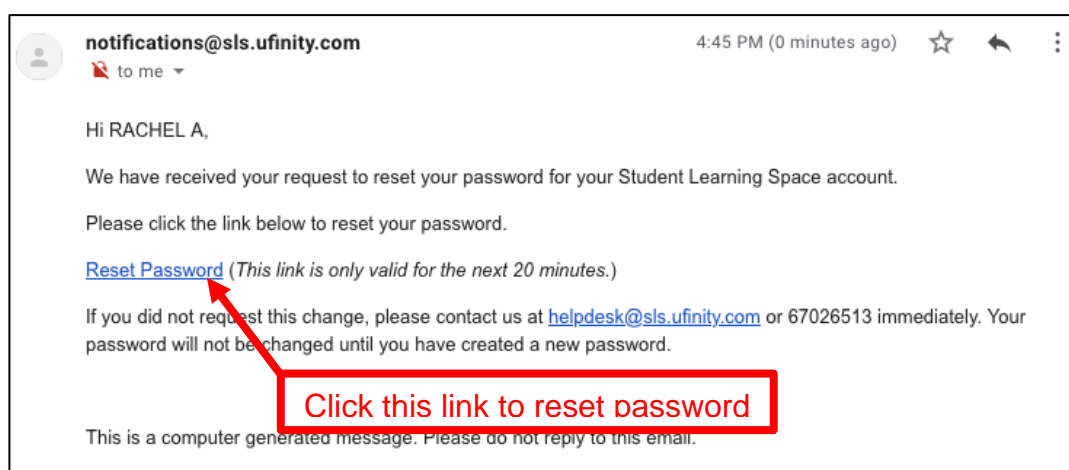 notifications@sls.ufinity.com 4:45 PM (0 minutes ago)
to me
Hi RACHEL A,
We have received your request to reset your password for your Student Learning Space account.
Please click the link below to reset your password.
Reset Password (This link is only valid for the next 20 minutes.)
If you did not request this change, please contact us at helpdesk@sls.ufinity.com or 67026513 immediately. Your
password will not be changed until you have created a new password.
Click this link to reset password
This is a computer generated message. Please do not reply to this email.